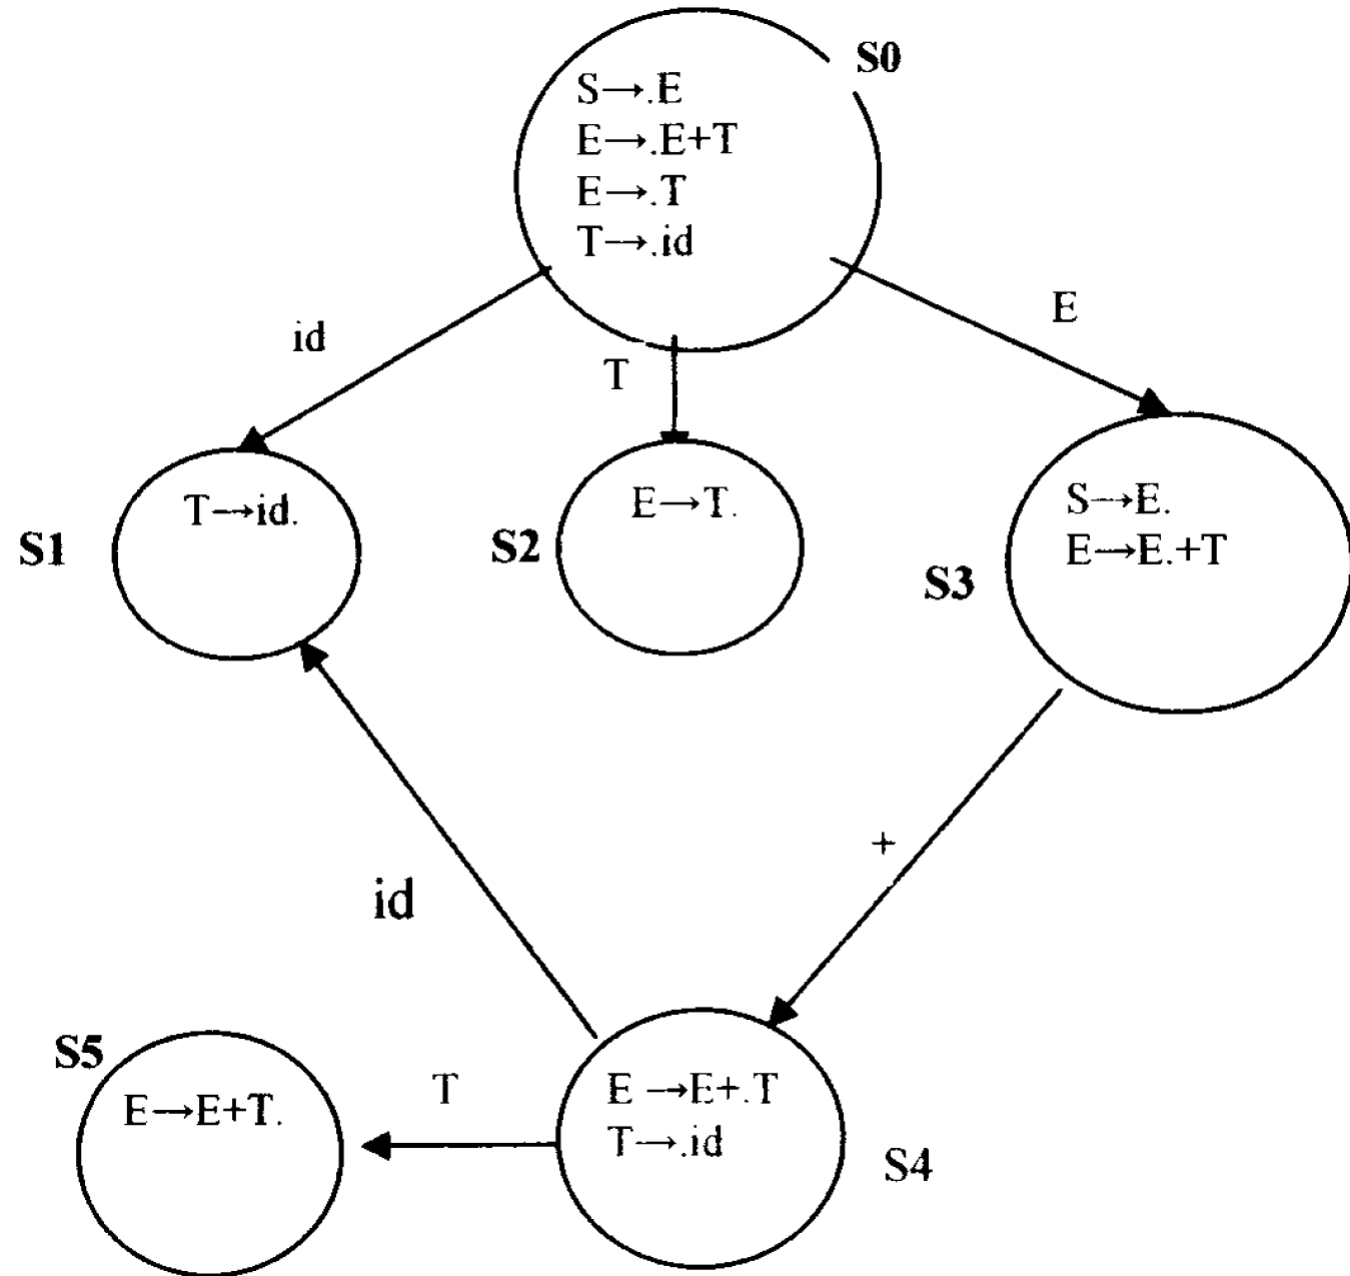 S0
S→.E
E→.E+T
E→.T
T→.id
id
T
E
S1
T→id.
S2
E→T.
S3
S→E.
E→E.+T
+
id
S5
E→E+T.
T
E →E+.T
T→.id
S4